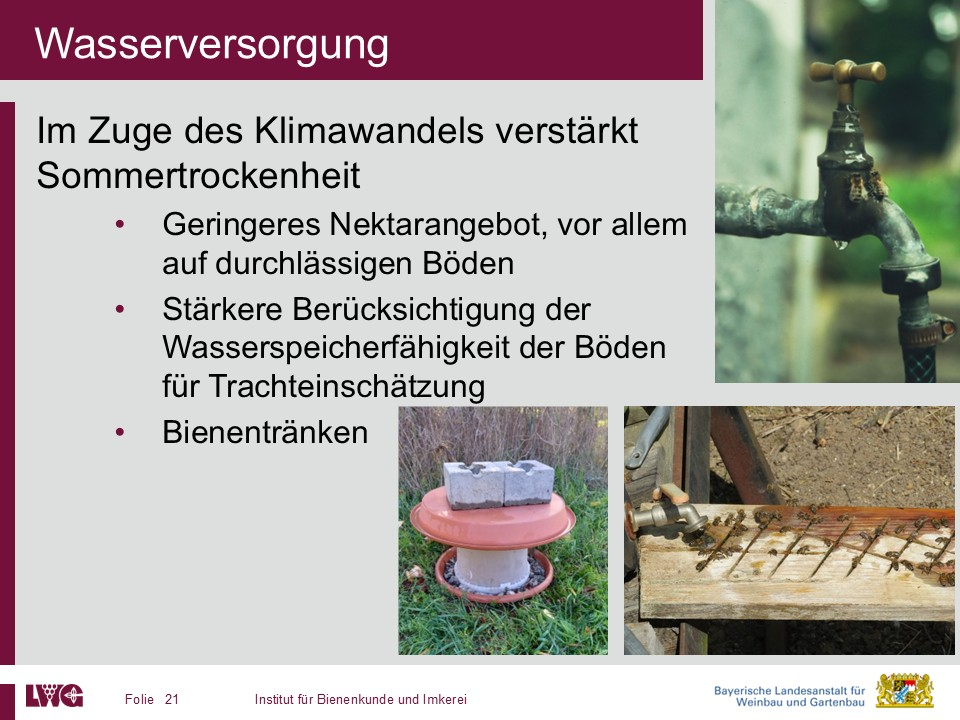 Wasserversorgung
Im Zuge des Klimawandels verstärkt
Sommertrockenheit
• Geringeres Nektarangebot, vor allem
auf durchlässigen Böden
• Stärkere Berücksichtigung der
Wasserspeicherfähigkeit der Böden
für Trachteinschätzung
• Bienentränken
LWG
Folie 21
Institut für Bienenkunde und Imkerei
Bayerische Landesanstalt für
Weinbau und Gartenbau